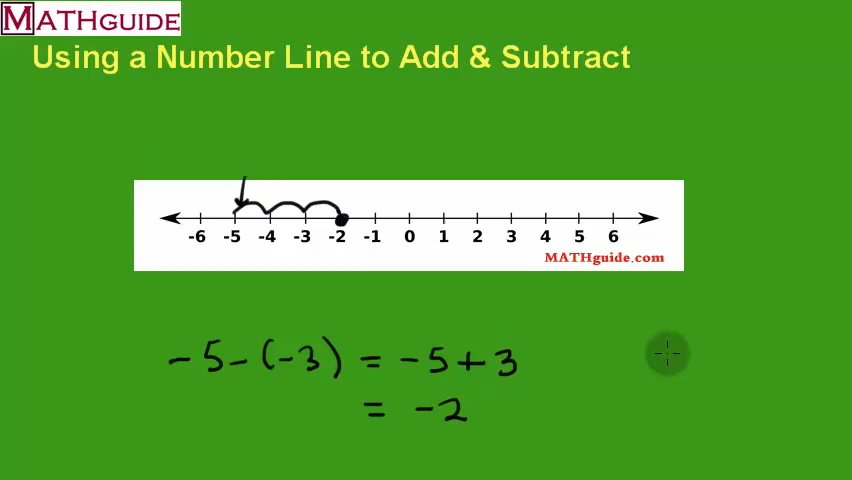 MATHGUIDE
Using a Number Line to Add & Subtract
-6 -5 -4 -3 -2 -1 0 1 2 3 4 5 6
MATHguide.com
-5-(-3) = -5+3
= -2